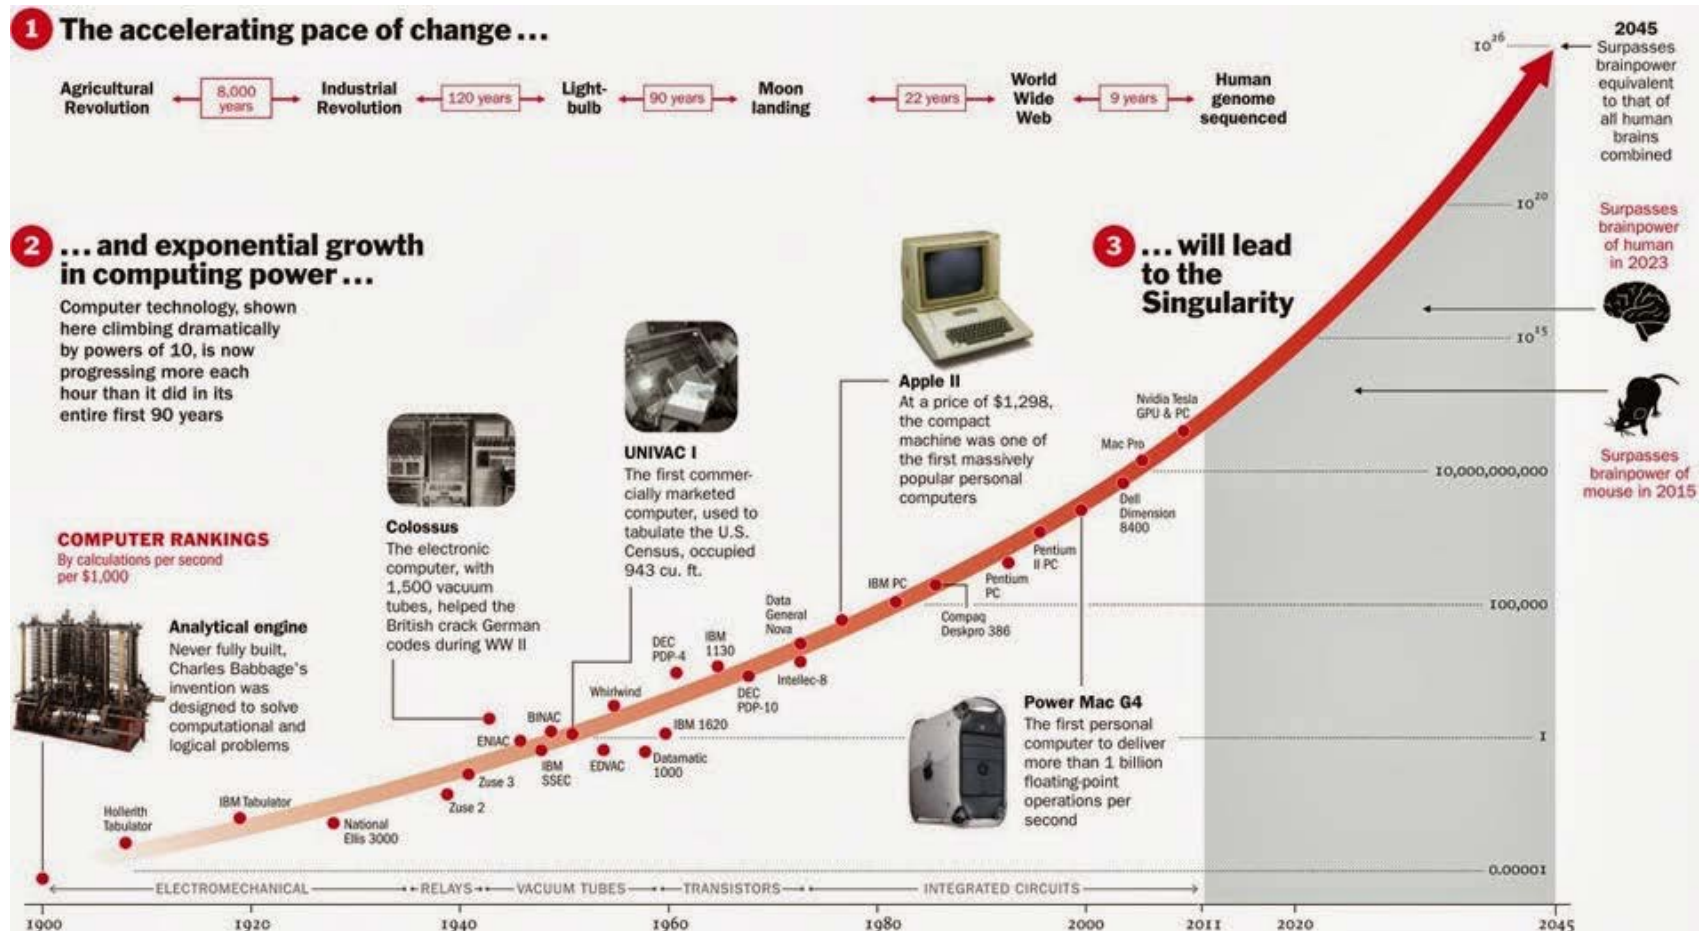 1 The accelerating pace of change ...
Agricultural
Revolution
8,000
years
Industrial
Revolution
120 years
Light-
bulb
90 years
Moon
landing
22 years
World
Wide
Web
9 years
Human
genome
sequenced
10^26
2045
Surpasses
brainpower
equivalent
to that of
all human
brains
combined
10^20
Surpasses
brainpower
of human
in 2023
10^15
Surpasses
brainpower of
mouse in 2015
10,000,000,000
100,000
1
0.00001
2 ... and exponential growth
in computing power ...
Computer technology, shown
here climbing dramatically
by powers of 10, is now
progressing more each
hour than it did in its
entire first 90 years
3 ... will lead
to the
Singularity
COMPUTER RANKINGS
By calculations per second
per $1,000
Analytical engine
Never fully built,
Charles Babbage's
invention was
designed to solve
computational and
logical problems
Colossus
The electronic
computer, with
1,500 vacuum
tubes, helped the
British crack German
codes during WW II
UNIVAC I
The first commer-
cially marketed
computer, used to
tabulate the U.S.
Census, occupied
943 cu. ft.
Apple II
At a price of $1,298,
the compact
machine was one of
the first massively
popular personal
computers
Power Mac G4
The first personal
computer to deliver
more than 1 billion
floating-point
operations per
second
Hollerith
Tabulator
IBM Tabulator
National
Ellis 3000
Zuse 2
Zuse 3
ENIAC
BINAC
IBM
SSEC
Whirlwind
EDVAC
Datamatic
1000
IBM 1620
DEC
PDP-4
IBM
1130
DEC
PDP-10
Data
General
Nova
Intellec-8
IBM PC
Compaq
Deskpro 386
Pentium
PC
Pentium
II PC
Dell
Dimension
8400
Mac Pro
Nvidia Tesla
GPU & PC
ELECTROMECHANICAL
RELAYS
VACUUM TUBES
TRANSISTORS
INTEGRATED CIRCUITS
1900
1920
1940
1960
1980
2000
2011
2020
2045